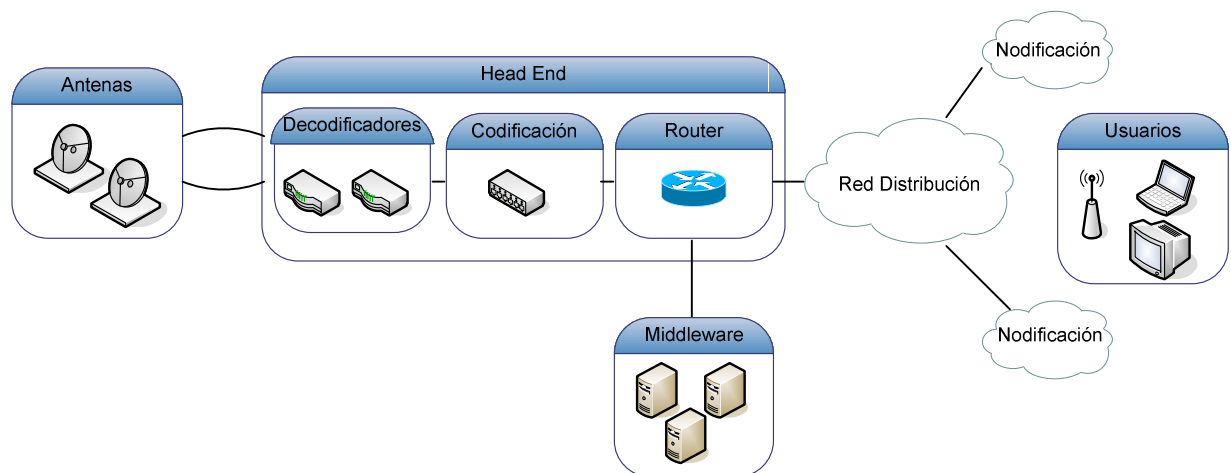 Antenas
Head End
Decodificadores
Codificación
Router
Middleware
Red Distribución
Nodificación
Nodificación
Usuarios